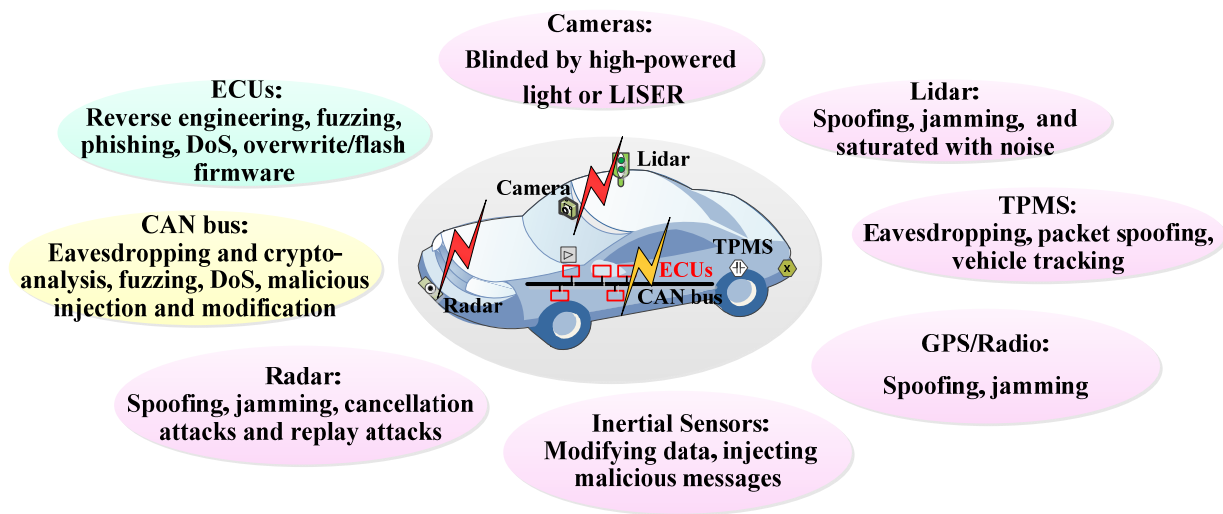 Cameras:
Blinded by high-powered
light or LISER
ECUs:
Reverse engineering, fuzzing,
phishing, DoS, overwrite/flash
firmware
Lidar:
Spoofing, jamming, and
saturated with noise
CAN bus:
Eavesdropping and crypto-
analysis, fuzzing, DoS, malicious
injection and modification
Lidar
Camera
TPMS
ECUs
CAN bus
Radar
X
TPMS:
Eavesdropping, packet spoofing,
vehicle tracking
GPS/Radio:
Spoofing, jamming
Radar:
Spoofing, jamming, cancellation
attacks and replay attacks
Inertial Sensors:
Modifying data, injecting
malicious messages